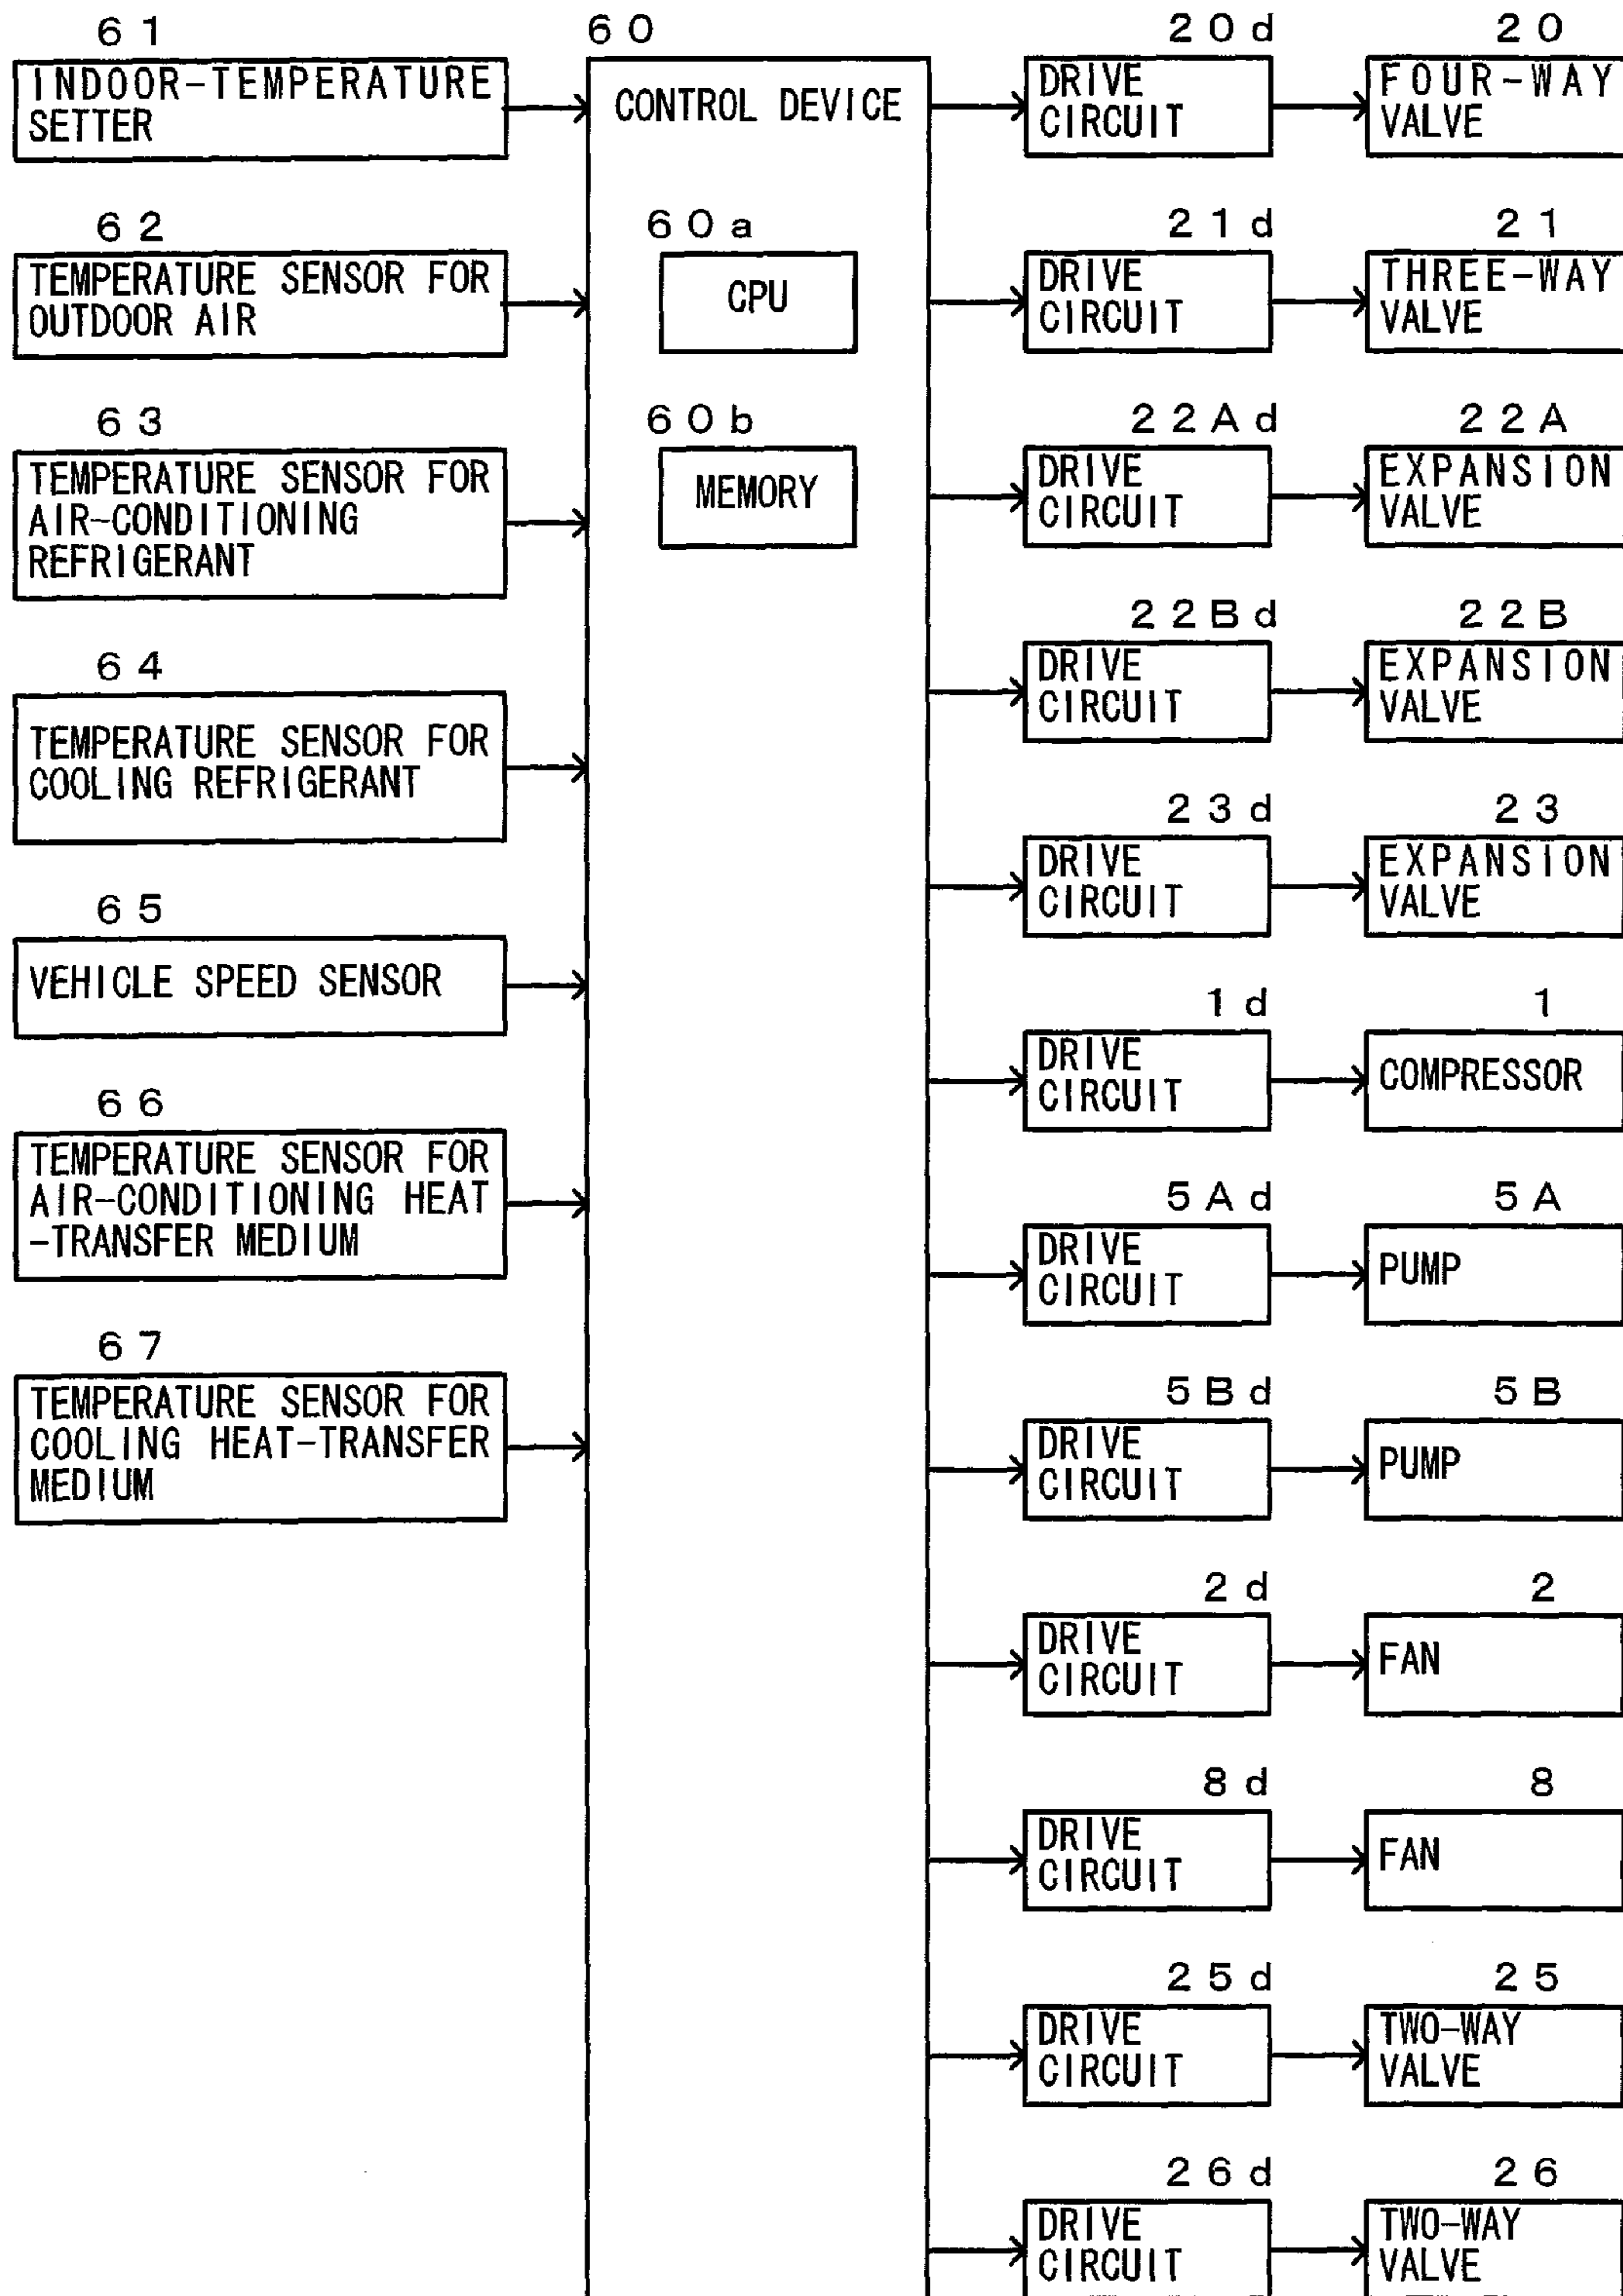 61
INDOOR-TEMPERATURE
SETTER
62
TEMPERATURE SENSOR FOR
OUTDOOR AIR
63
TEMPERATURE SENSOR FOR
AIR-CONDITIONING
REFRIGERANT
64
TEMPERATURE SENSOR FOR
COOLING REFRIGERANT
65
VEHICLE SPEED SENSOR
66
TEMPERATURE SENSOR FOR
AIR-CONDITIONING HEAT
-TRANSFER MEDIUM
67
TEMPERATURE SENSOR FOR
COOLING HEAT-TRANSFER
MEDIUM
60
CONTROL DEVICE
60a
CPU
60b
MEMORY
20d
DRIVE
CIRCUIT
20
FOUR-WAY
VALVE
21d
DRIVE
CIRCUIT
21
THREE-WAY
VALVE
22Ad
DRIVE
CIRCUIT
22A
EXPANSION
VALVE
22Bd
DRIVE
CIRCUIT
22B
EXPANSION
VALVE
23d
DRIVE
CIRCUIT
23
EXPANSION
VALVE
1d
DRIVE
CIRCUIT
1
COMPRESSOR
5Ad
DRIVE
CIRCUIT
5A
PUMP
5Bd
DRIVE
CIRCUIT
5B
PUMP
2d
DRIVE
CIRCUIT
2
FAN
8d
DRIVE
CIRCUIT
8
FAN
25d
DRIVE
CIRCUIT
25
TWO-WAY
VALVE
26d
DRIVE
CIRCUIT
26
TWO-WAY
VALVE